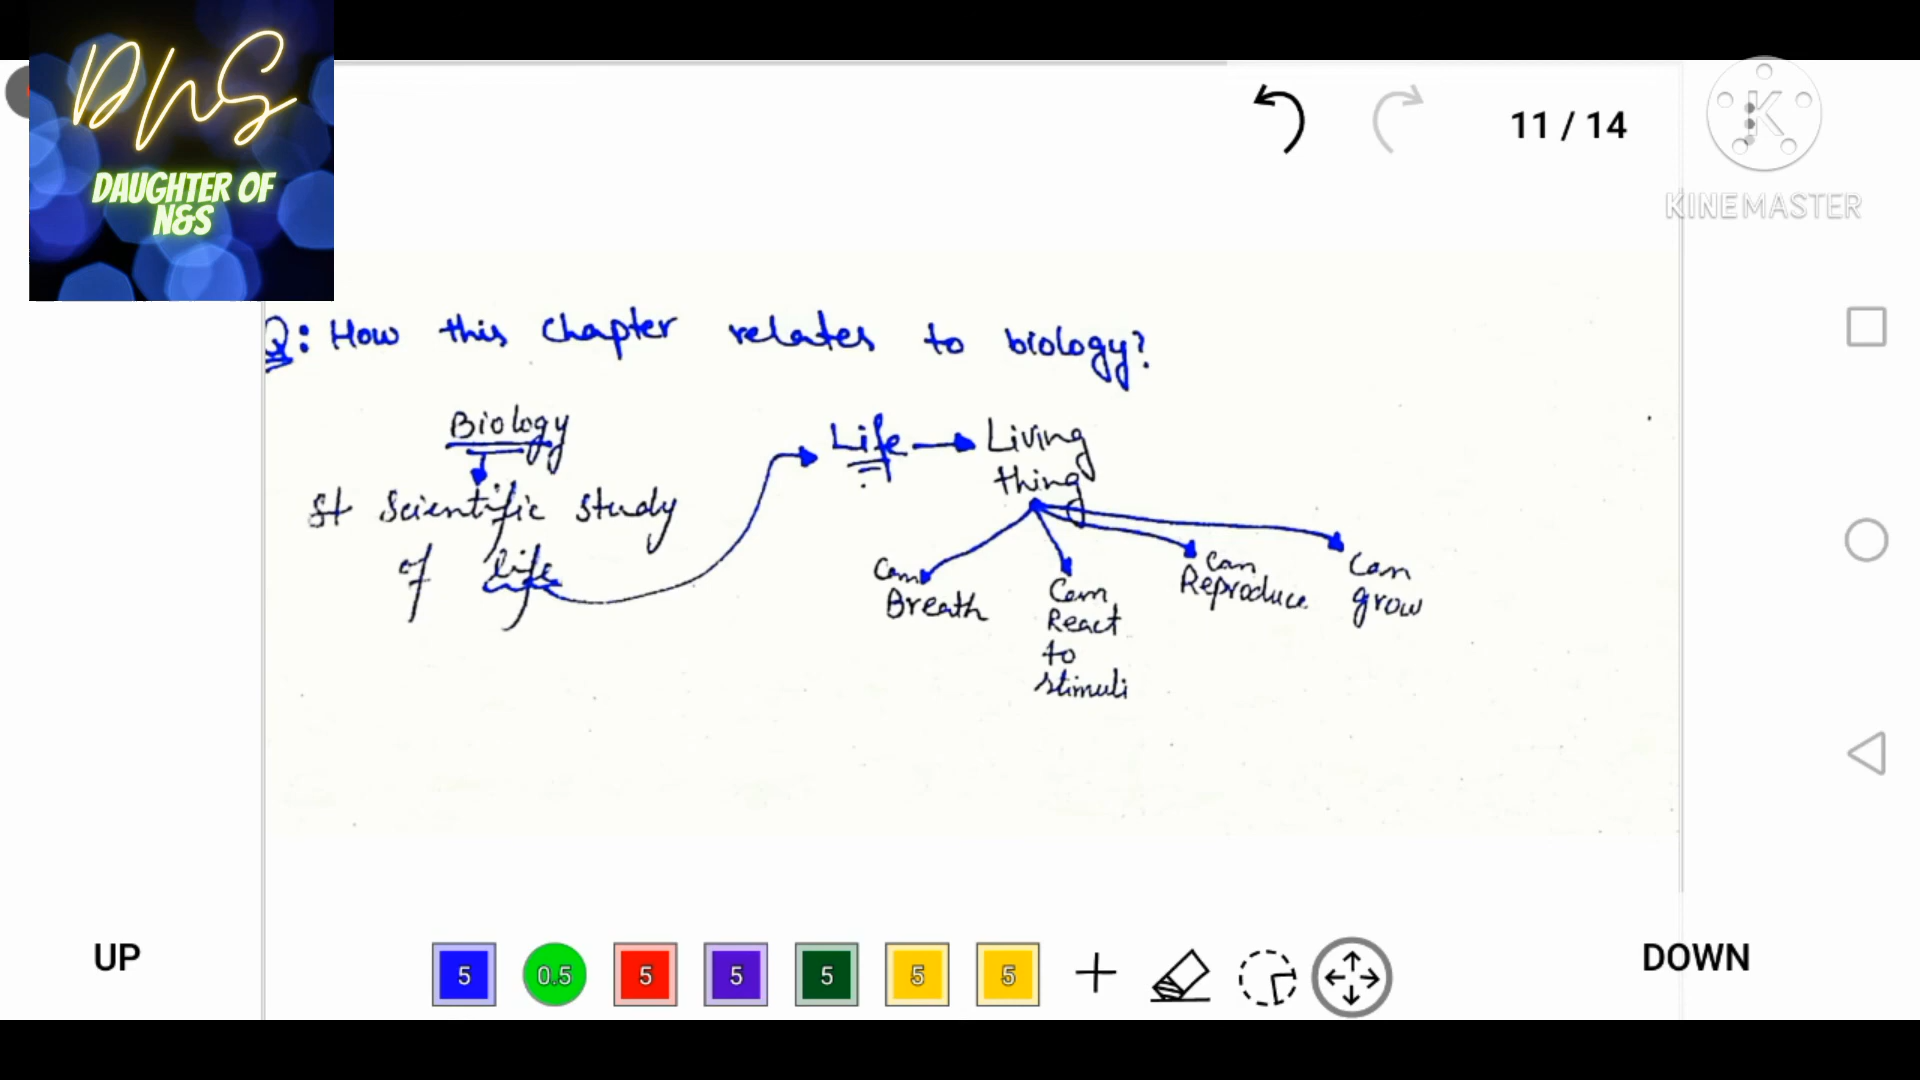 DNS
DAUGHTER OF
N&S
11 / 14
K
KINEMASTER
Q: How this chapter relates to biology?
Biology
It scientific study
of life
Life
Living
thing
Can
Breath
Can
React
to
stimuli
Can
Reproduce
Can
grow
UP
5
0.5
5
5
5
5
5
DOWN